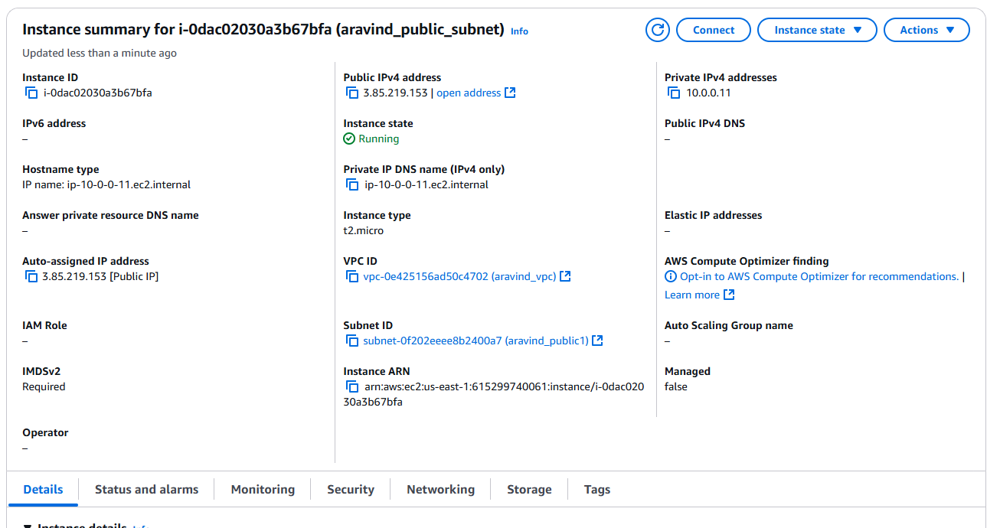 Instance summary for i-0dac02030a3b67bfa (aravind_public_subnet) Info
Connect
Instance state
Actions
Updated less than a minute ago
Instance ID
i-0dac02030a3b67bfa
Public IPv4 address
3.85.219.153 | open address
Private IPv4 addresses
10.0.0.11
IPv6 address
–
Instance state
Running
Public IPv4 DNS
–
Hostname type
IP name: ip-10-0-0-11.ec2.internal
Private IP DNS name (IPv4 only)
ip-10-0-0-11.ec2.internal
Answer private resource DNS name
–
Instance type
t2.micro
Elastic IP addresses
–
Auto-assigned IP address
3.85.219.153 [Public IP]
VPC ID
vpc-0e425156ad50c4702 (aravind_vpc)
AWS Compute Optimizer finding
Opt-in to AWS Compute Optimizer for recommendations. |
Learn more
IAM Role
–
Subnet ID
subnet-0f202eeee8b2400a7 (aravind_public1)
Auto Scaling Group name
–
IMDSv2
Required
Instance ARN
arn:aws:ec2:us-east-1:615299740061:instance/i-0dac020
30a3b67bfa
Managed
false
Operator
–
Details
Status and alarms
Monitoring
Security
Networking
Storage
Tags
Instance details Info